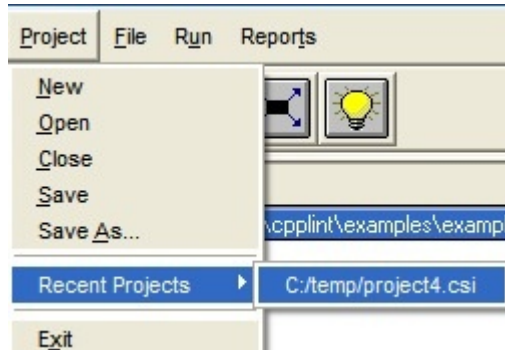 Project File Run Reports
New
Open
Close
Save
Save As...
\cpplint\examples\examp
Recent Projects C:/temp/project4.csi
Exit